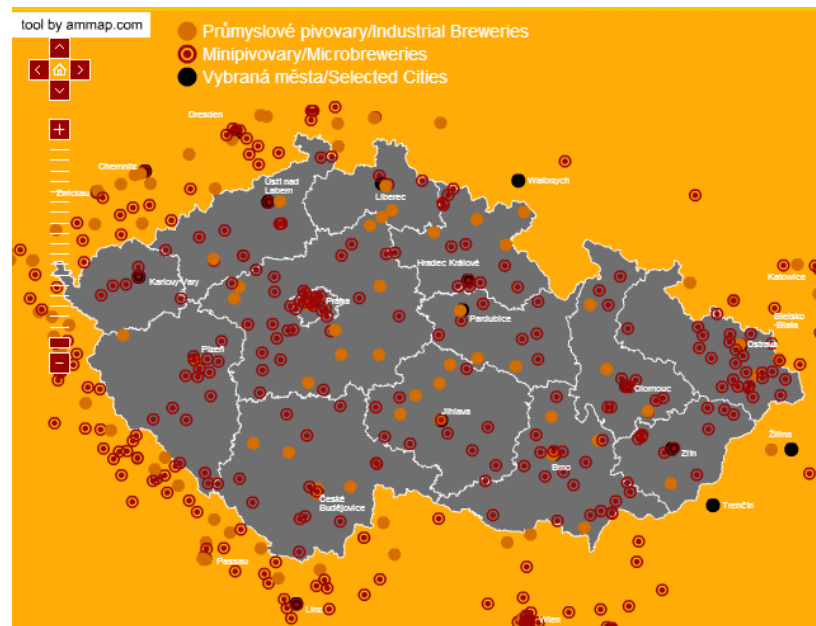 tool by ammap.com
Průmyslové pivovary/Industrial Breweries
Minipivovary/Microbreweries
Vybraná města/Selected Cities
Dresden
Chemnitz
Zwickau
Ústí nad
Labem
Liberec
Wałbrzych
Hradec Králové
Katowice
Karlovy Vary
Praha
Pardubice
Bielsko
-Biala
Ostrava
Plzeň
Olomouc
Jihlava
Žilina
Zlín
Brno
České
Budějovice
Trenčín
Passau
Linz
Wien